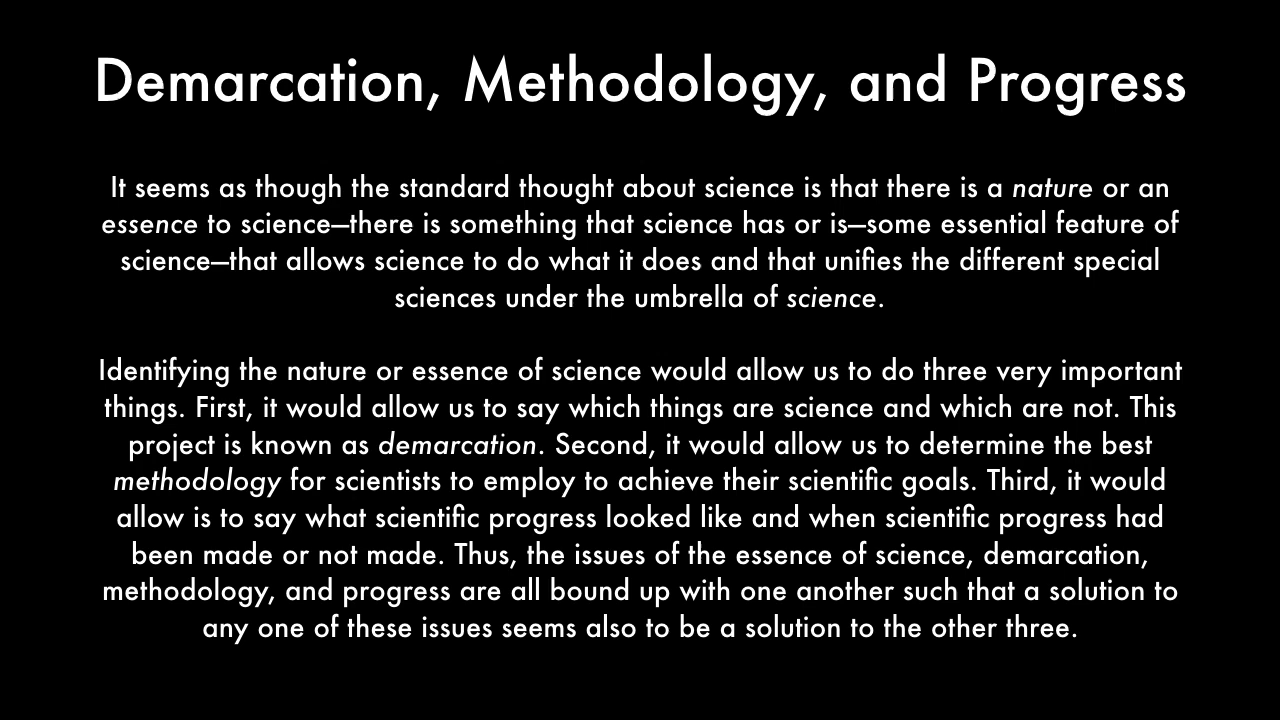 Demarcation, Methodology, and Progress
It seems as though the standard thought about science is that there is a nature or an
essence to science—there is something that science has or is—some essential feature of
science—that allows science to do what it does and that unifies the different special
sciences under the umbrella of science.
Identifying the nature or essence of science would allow us to do three very important
things. First, it would allow us to say which things are science and which are not. This
project is known as demarcation. Second, it would allow us to determine the best
methodology for scientists to employ to achieve their scientific goals. Third, it would
allow is to say what scientific progress looked like and when scientific progress had
been made or not made. Thus, the issues of the essence of science, demarcation,
methodology, and progress are all bound up with one another such that a solution to
any one of these issues seems also to be a solution to the other three.